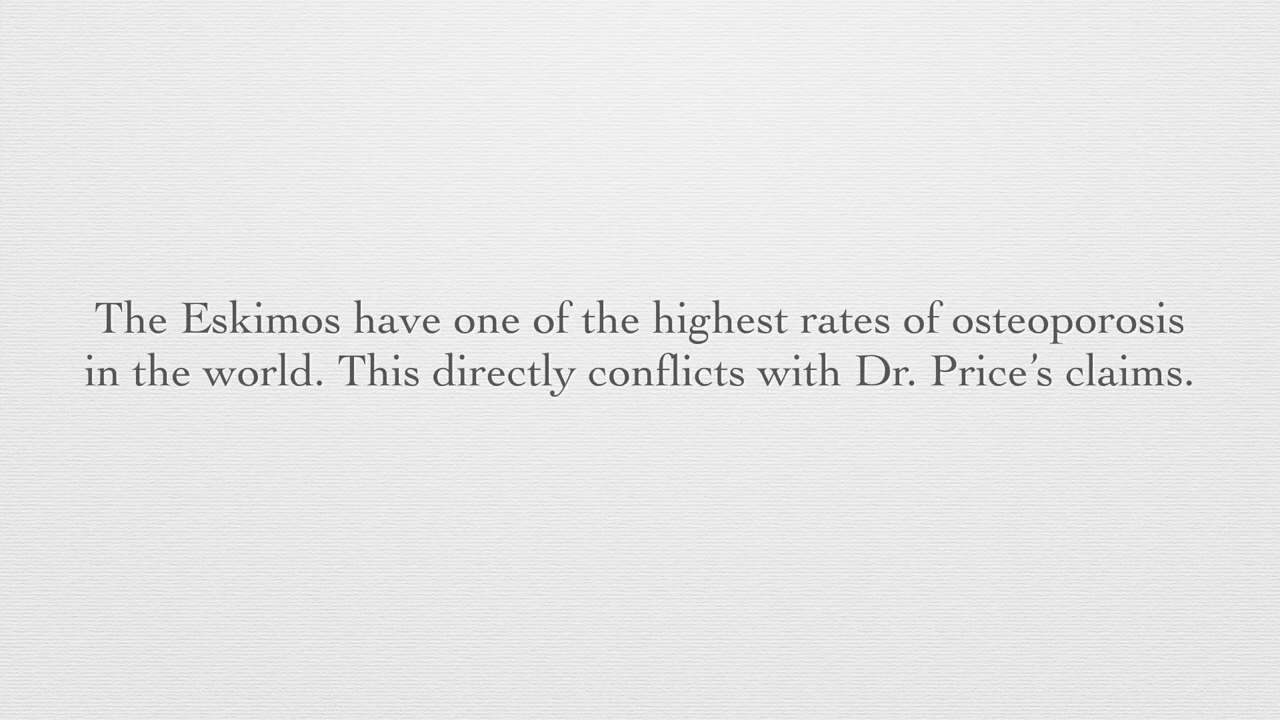 The Eskimos have one of the highest rates of osteoporosis
in the world. This directly conflicts with Dr. Price’s claims.